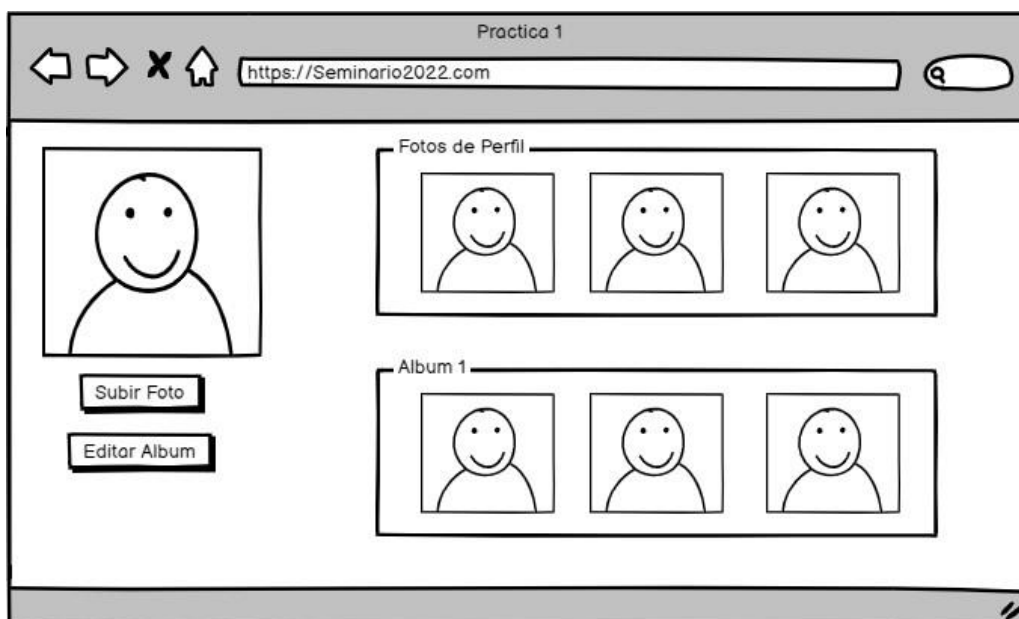 Practica 1
https://Seminario2022.com
Fotos de Perfil
Subir Foto
Editar Album
Album 1